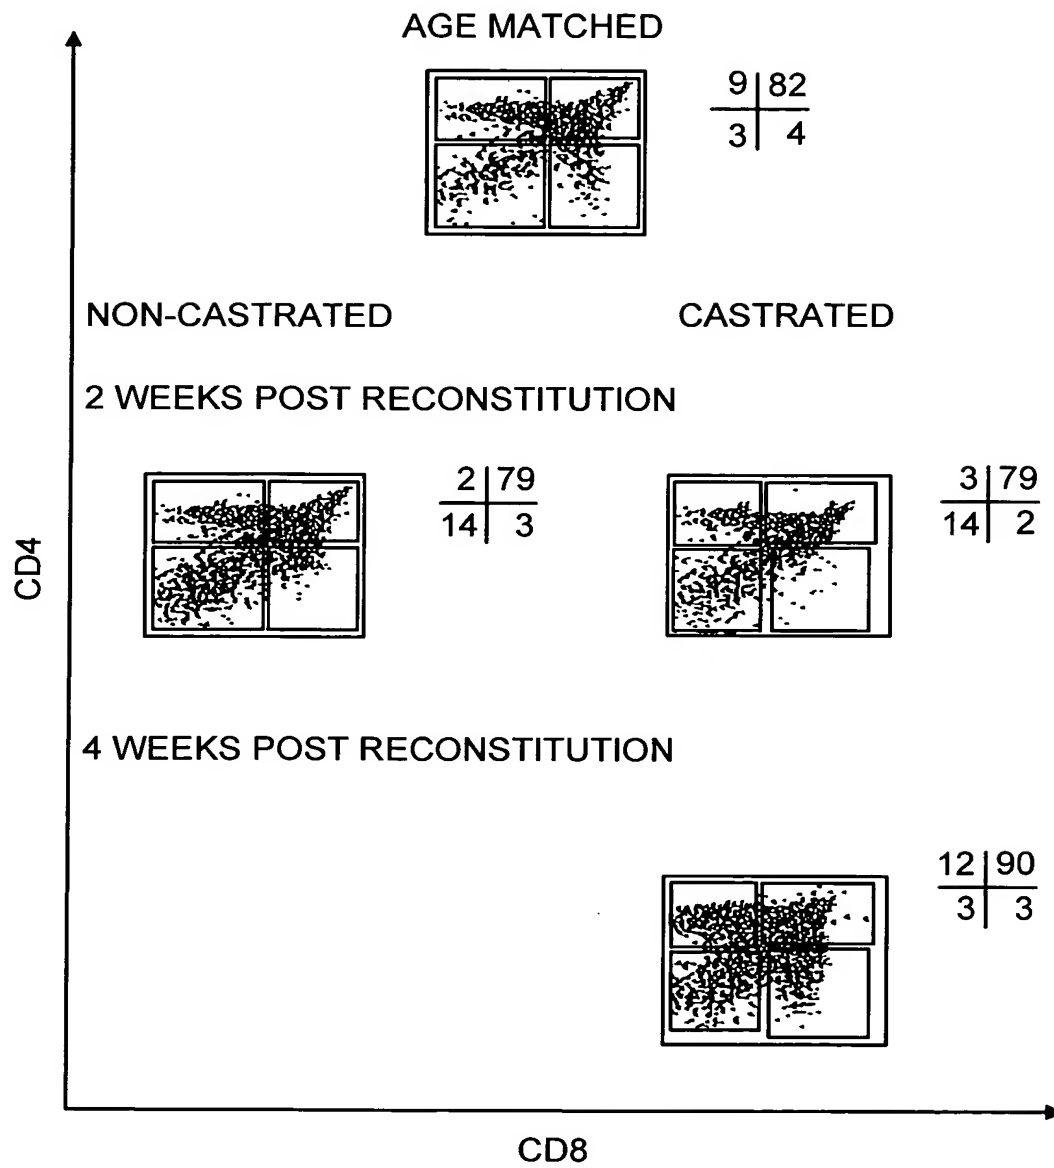 AGE MATCHED
9 82
3 4
NON-CASTRATED
CASTRATED
2 WEEKS POST RECONSTITUTION
2 79
14 3
3 79
14 2
CD4
4 WEEKS POST RECONSTITUTION
12 90
3 3
CD8